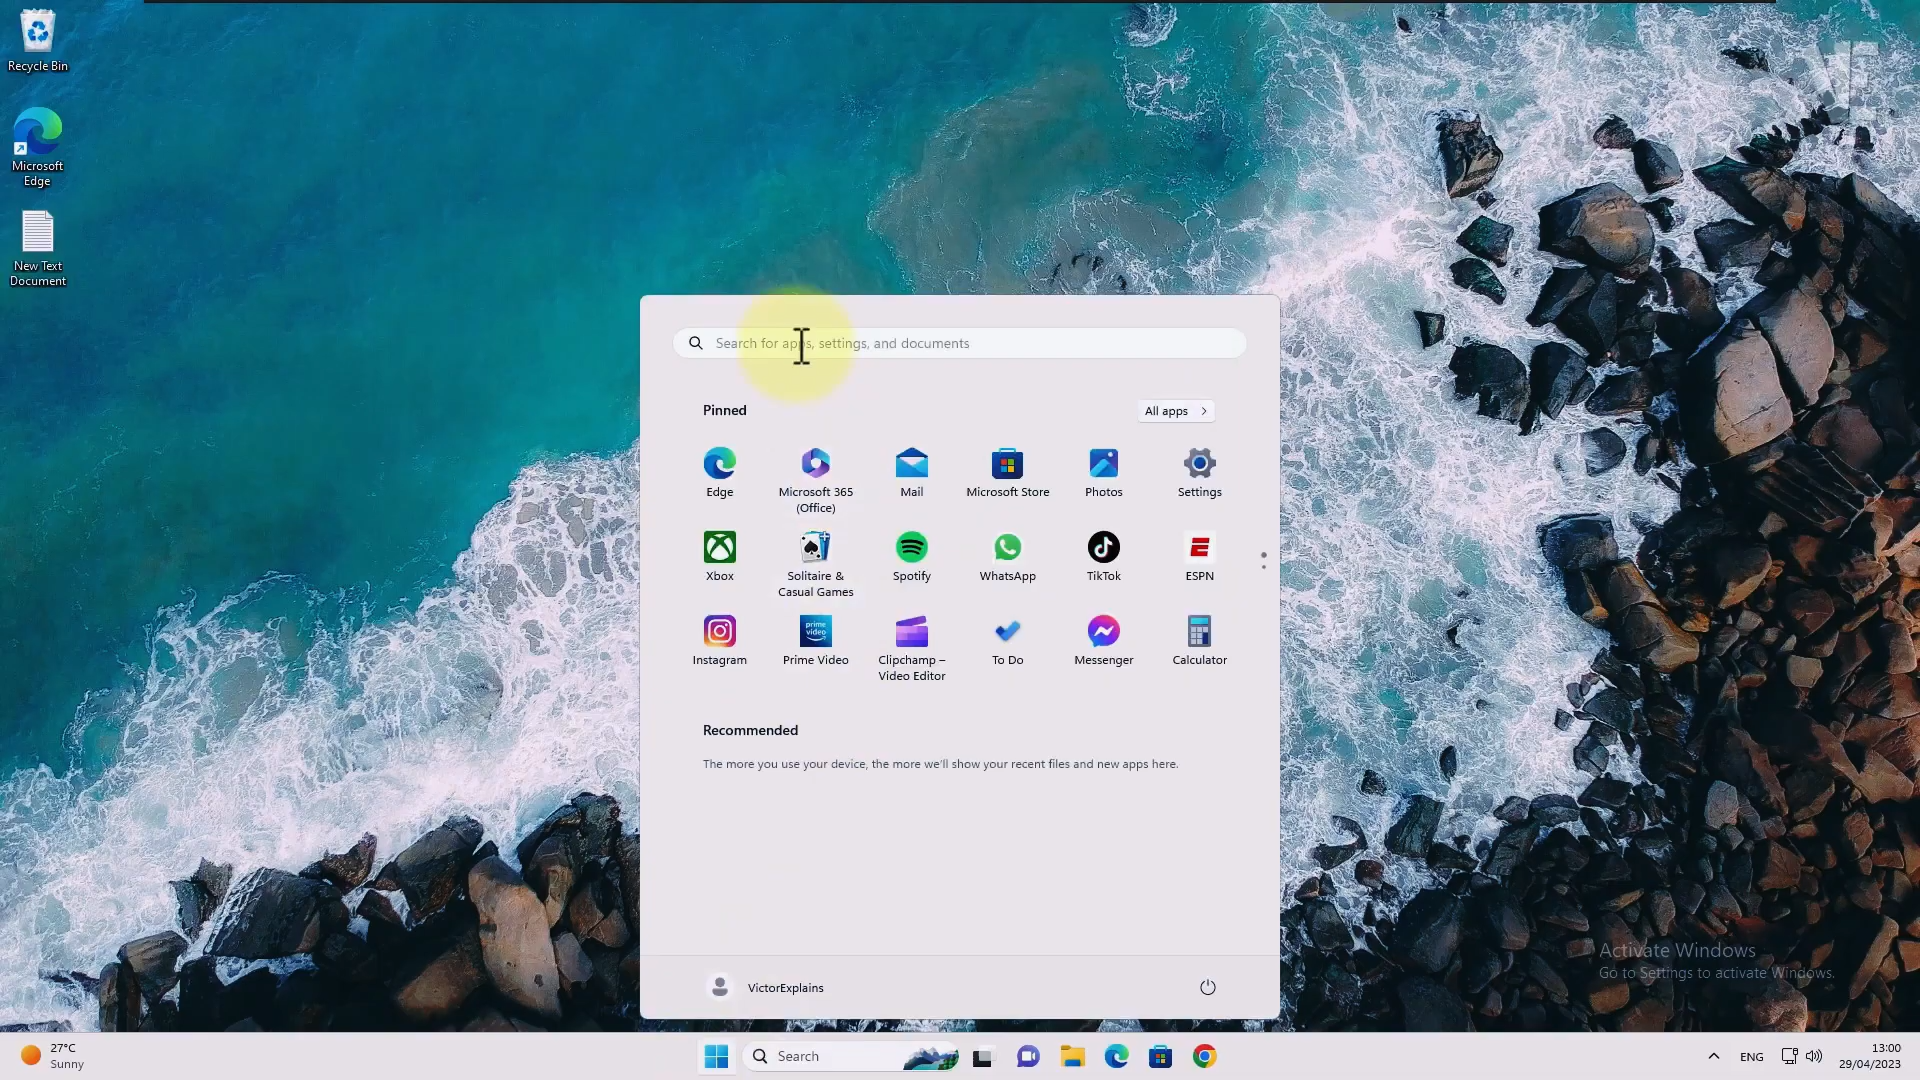 Recycle Bin
Microsoft
Edge
New Text
Document
Search for apps, settings, and documents
Pinned
All apps
Edge
Microsoft 365
(Office)
Mail
Microsoft Store
Photos
Settings
Xbox
Solitaire &
Casual Games
Spotify
WhatsApp
TikTok
ESPN
Instagram
prime
video
Prime Video
Clipchamp –
Video Editor
To Do
Messenger
Calculator
Recommended
The more you use your device, the more we'll show your recent files and new apps here.
VictorExplains
Activate Windows
Go to Settings to activate Windows.
27°C
Sunny
Search
ENG
13:00
29/04/2023